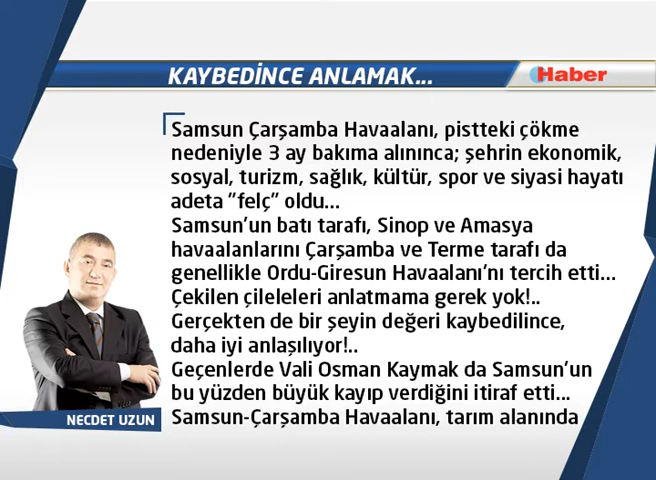 KAYBEDİNCE ANLAMAK...
Haber
Samsun Çarşamba Havaalanı, pistteki çökme
nedeniyle 3 ay bakıma alınınca; şehrin ekonomik,
sosyal, turizm, sağlık, kültür, spor ve siyasi hayatı
adeta "felç" oldu...
Samsun'un batı tarafı, Sinop ve Amasya
havaalanlarını Çarşamba ve Terme tarafı da
genellikle Ordu-Giresun Havaalanı'nı tercih etti...
Çekilen çileleleri anlatmama gerek yok!..
Gerçekten de bir şeyin değeri kaybedilince,
daha iyi anlaşılıyor!..
Geçenlerde Vali Osman Kaymak da Samsun'un
bu yüzden büyük kayıp verdiğini itiraf etti...
Samsun-Çarşamba Havaalanı, tarım alanında
NECDET UZUN